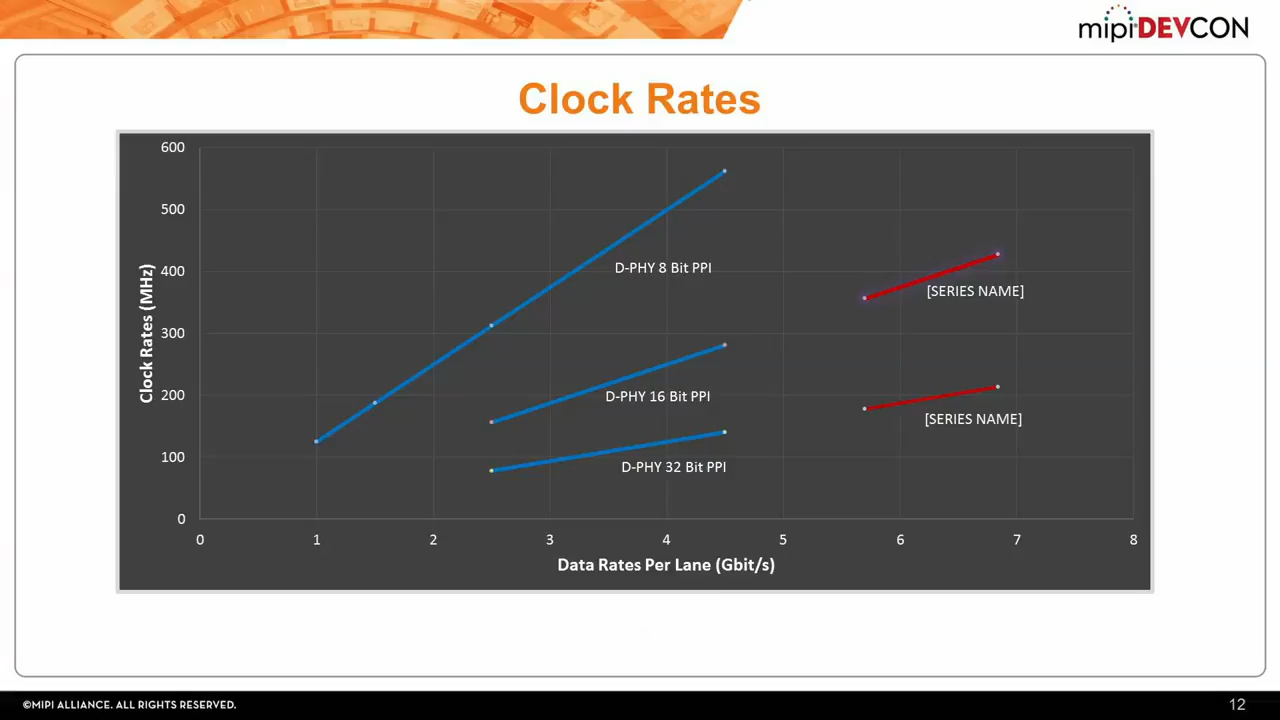 mipiDEVCON
Clock Rates
600
500
400
300
200
100
0
Clock Rates (MHz)
D-PHY 8 Bit PPI
D-PHY 16 Bit PPI
D-PHY 32 Bit PPI
[SERIES NAME]
[SERIES NAME]
0 1 2 3 4 5 6 7 8
Data Rates Per Lane (Gbit/s)
©MIPI ALLIANCE. ALL RIGHTS RESERVED.
12